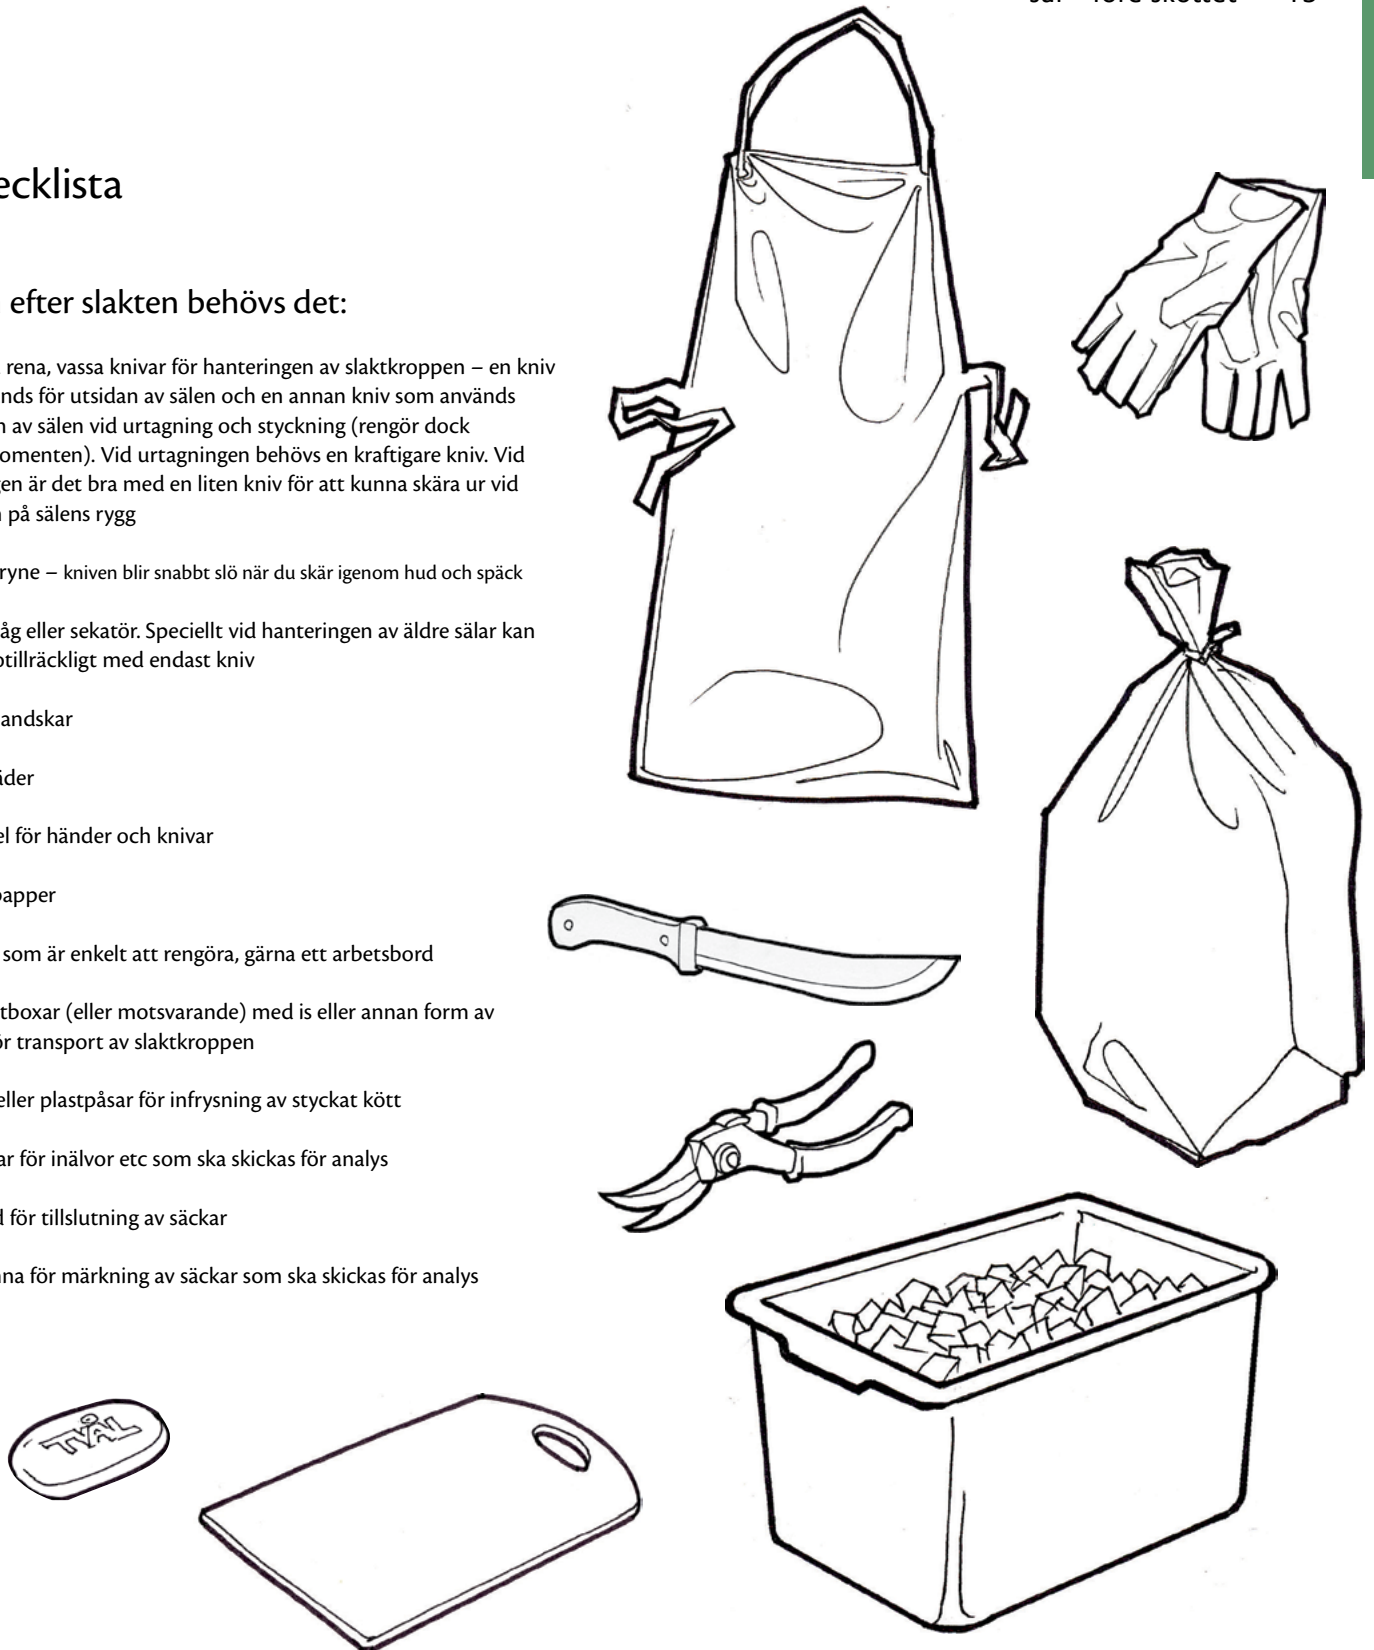 före skottet
ecklista
efter slakten behövs det:
rena, vassa knivar för hanteringen av slaktkroppen – en kniv
nds för utsidan av sälen och en annan kniv som används
av sälen vid urtagning och styckning (rengör dock
omenten). Vid urtagningen behövs en kraftigare kniv. Vid
gen är det bra med en liten kniv för att kunna skära ur vid
på sälens rygg
ryne – kniven blir snabbt slö när du skär igenom hud och späck
åg eller sekatör. Speciellt vid hanteringen av äldre sälar kan
otillräckligt med endast kniv
andskar
äder
el för händer och knivar
papper
som är enkelt att rengöra, gärna ett arbetsbord
tboxar (eller motsvarande) med is eller annan form av
ör transport av slaktkroppen
eller plastpåsar för infrysning av styckat kött
ar för inälvor etc som ska skickas för analys
d för tillslutning av säckar
nna för märkning av säckar som ska skickas för analys
TVÅL